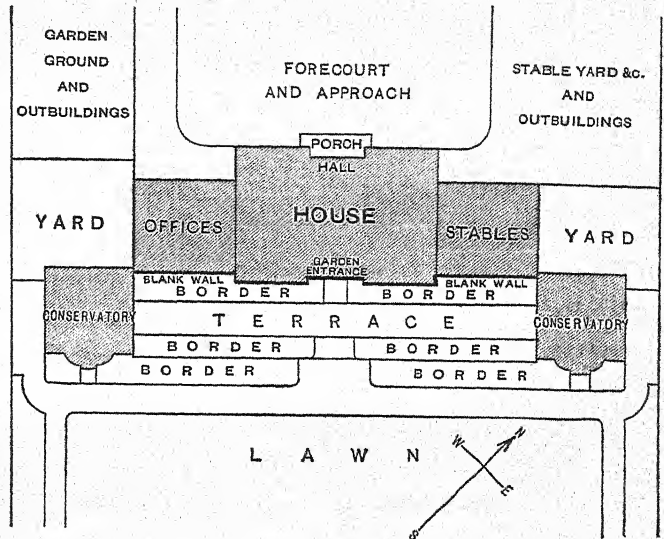 GARDEN
GROUND
AND
OUTBUILDINGS
FORECOURT
AND APPROACH
STABLE YARD &c.
AND
OUTBUILDINGS
PORCH
HALL
YARD
OFFICES
HOUSE
STABLES
YARD
GARDEN
ENTRANCE
BLANK WALL
BLANK WALL
BORDER
BORDER
CONSERVATORY
TERRACE
CONSERVATORY
BORDER
BORDER
BORDER
BORDER
LAWN
N
W
E
S